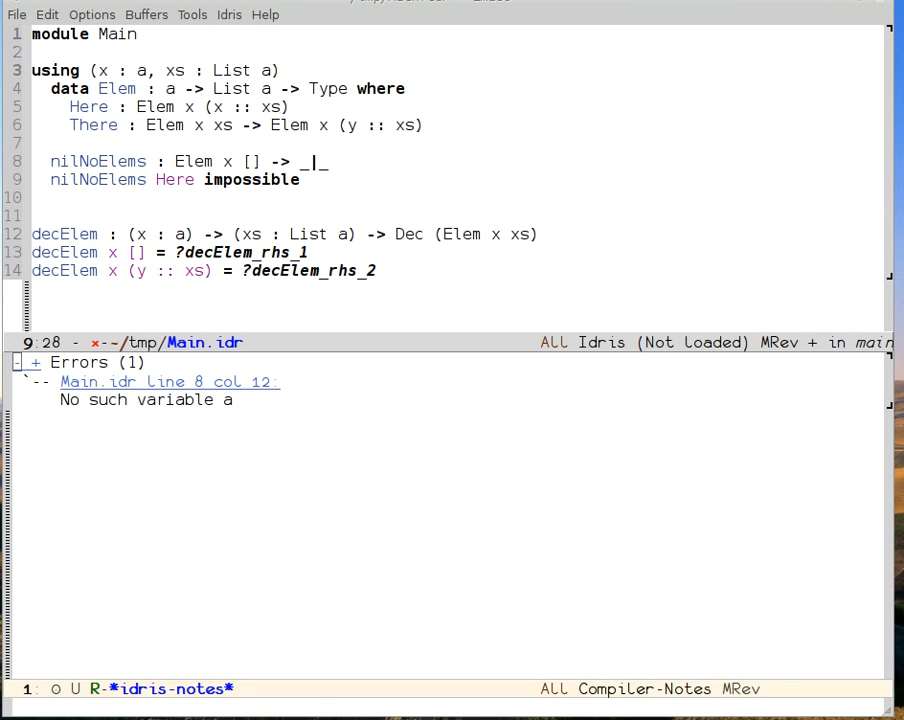 File Edit Options Buffers Tools Idris Help
1 module Main
2
3 using (x : a, xs : List a)
4   data Elem : a -> List a -> Type where
5     Here : Elem x (x :: xs)
6     There : Elem x xs -> Elem x (y :: xs)
7
8   nilNoElems : Elem x [] -> _|_
9   nilNoElems Here impossible
10
11
12 decElem : (x : a) -> (xs : List a) -> Dec (Elem x xs)
13 decElem x [] = ?decElem_rhs_1
14 decElem x (y :: xs) = ?decElem_rhs_2
9:28 - ×--~/tmp/Main.idr All Idris (Not loaded) MRev + in main
- + Errors (1)
`-- Main.idr line 8 col 12:
No such variable a
1: O U R-*idris-notes* All Compiler-Notes MRev